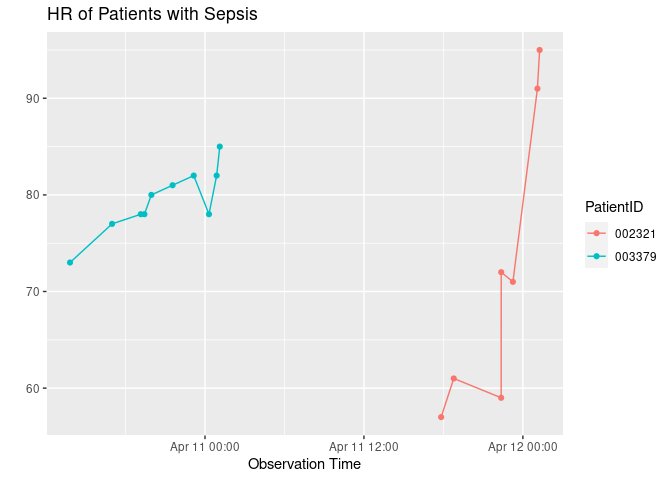 HR of Patients with Sepsis
90
80
70
60
Apr 11 00:00
Apr 11 12:00
Apr 12 00:00
Observation Time
PatientID
002321
003379